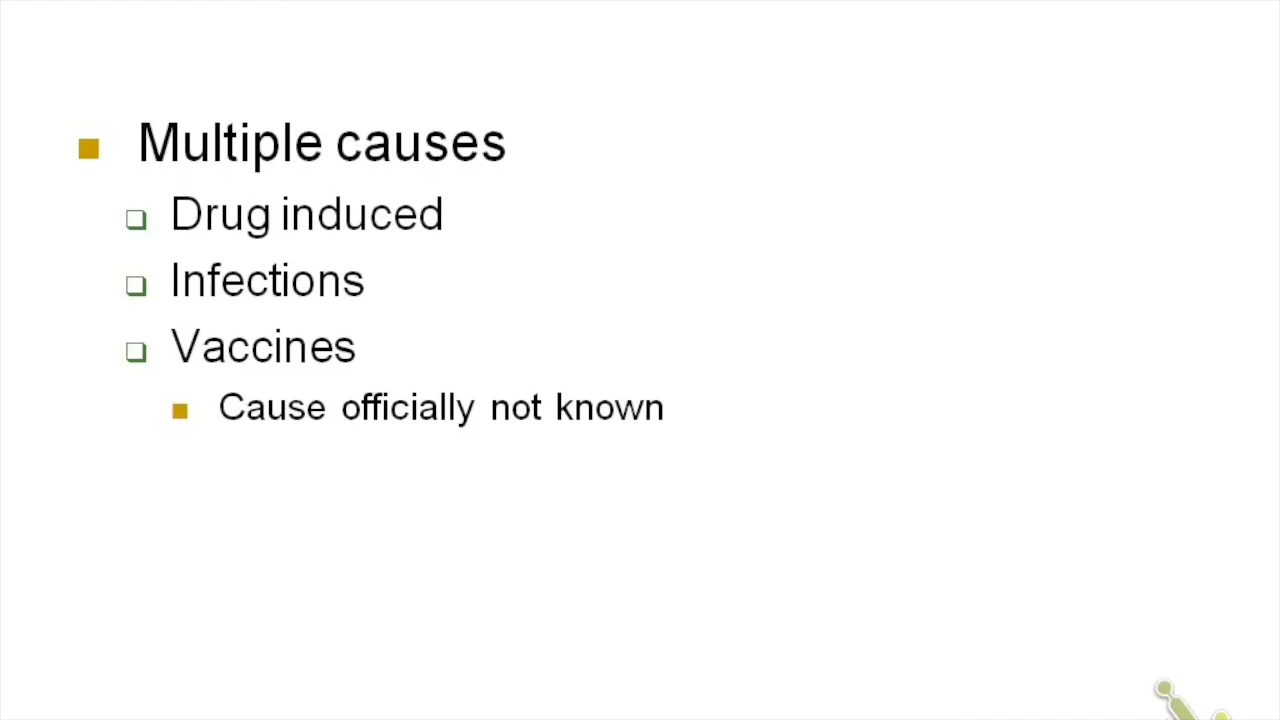 Multiple causes
Drug induced
Infections
Vaccines
Cause officially not known